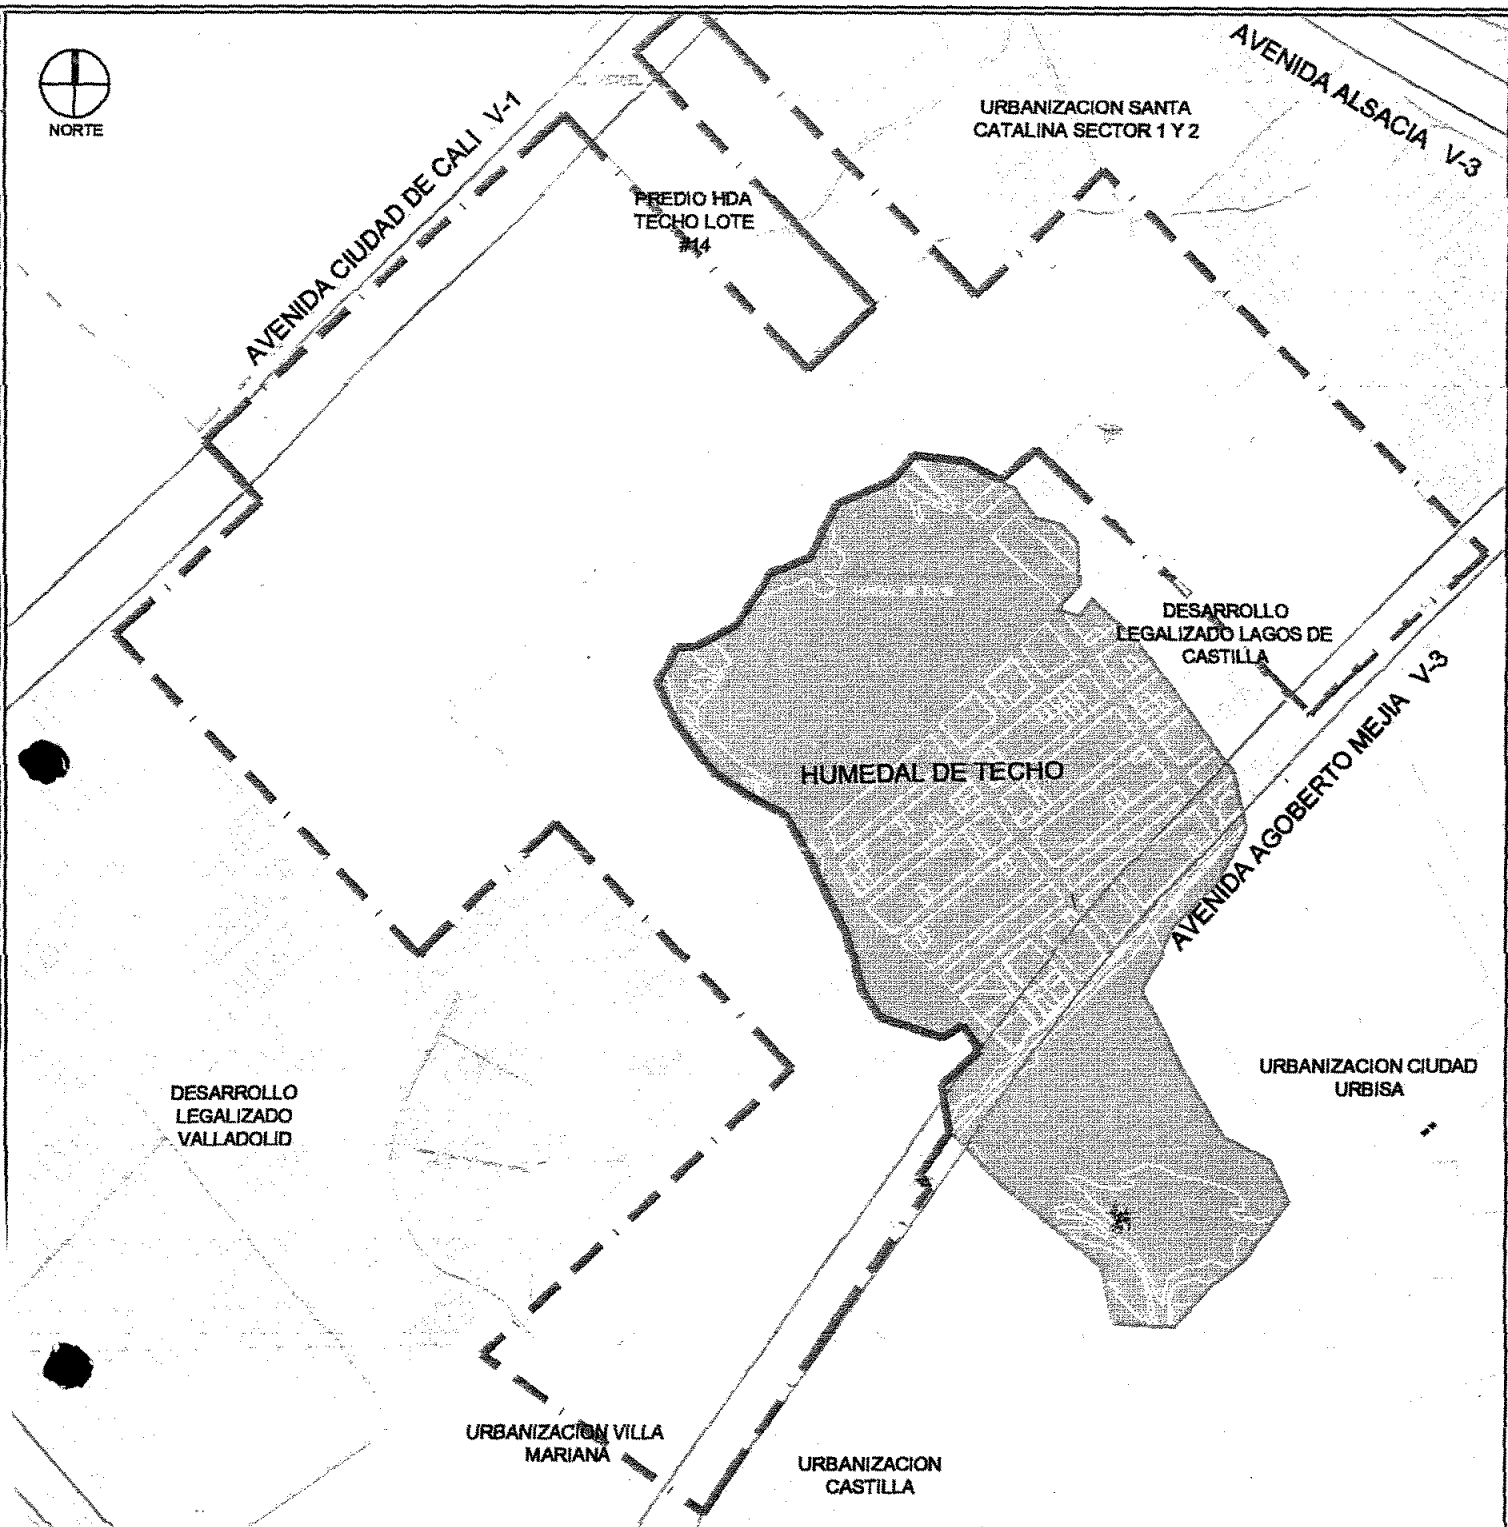 NORTE
AVENIDA CIUDAD DE CALI V-1
AVENIDA ALSACIA V-3
URBANIZACION SANTA
CATALINA SECTOR 1 Y 2
PREDIO HDA
TECHO LOTE
#14
DESARROLLO
LEGALIZADO LAGOS DE
CASTILLA
HUMEDAL DE TECHO
AVENIDA AGOBERTO MEJIA V-3
DESARROLLO
LEGALIZADO
VALLADOLID
URBANIZACION CIUDAD
URBISA
URBANIZACION VILLA
MARIANA
URBANIZACION
CASTILLA